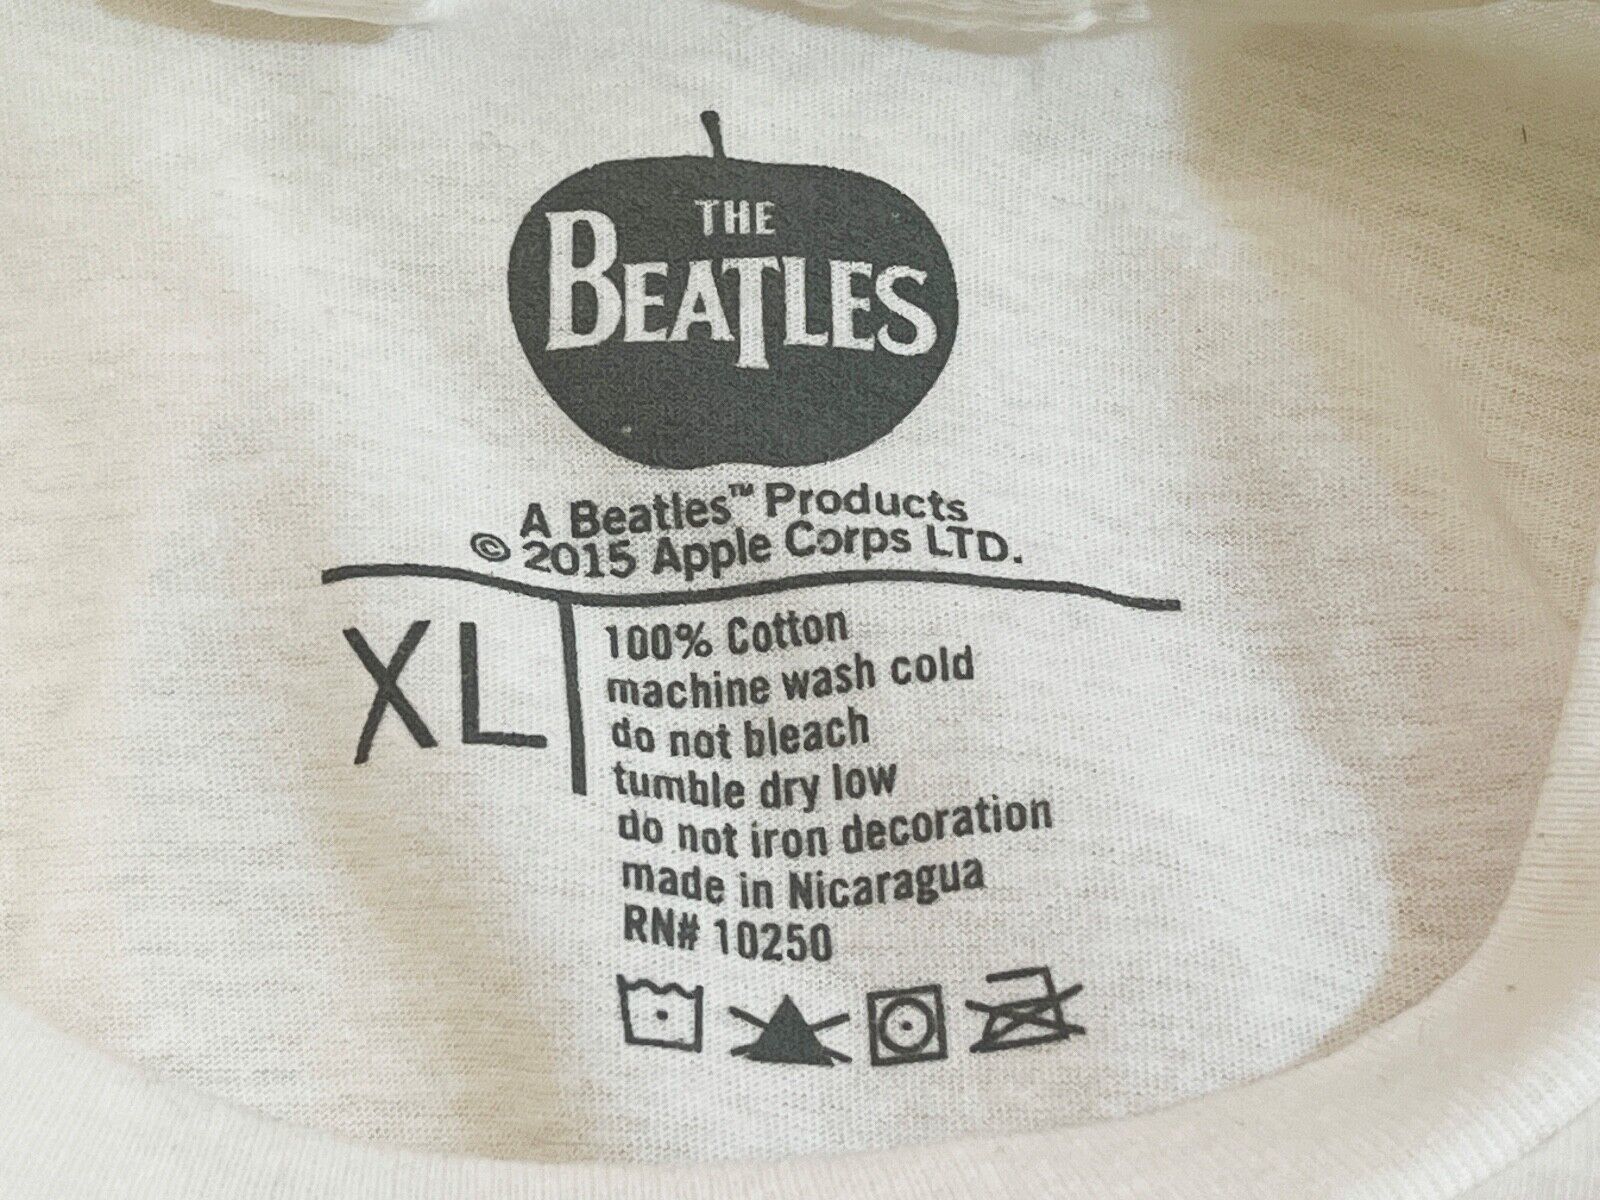 THE
BEATLES
A Beatles™ Products
© 2015 Apple Corps LTD.
XL
100% Cotton
machine wash cold
do not bleach
tumble dry low
do not iron decoration
made in Nicaragua
RN# 10250